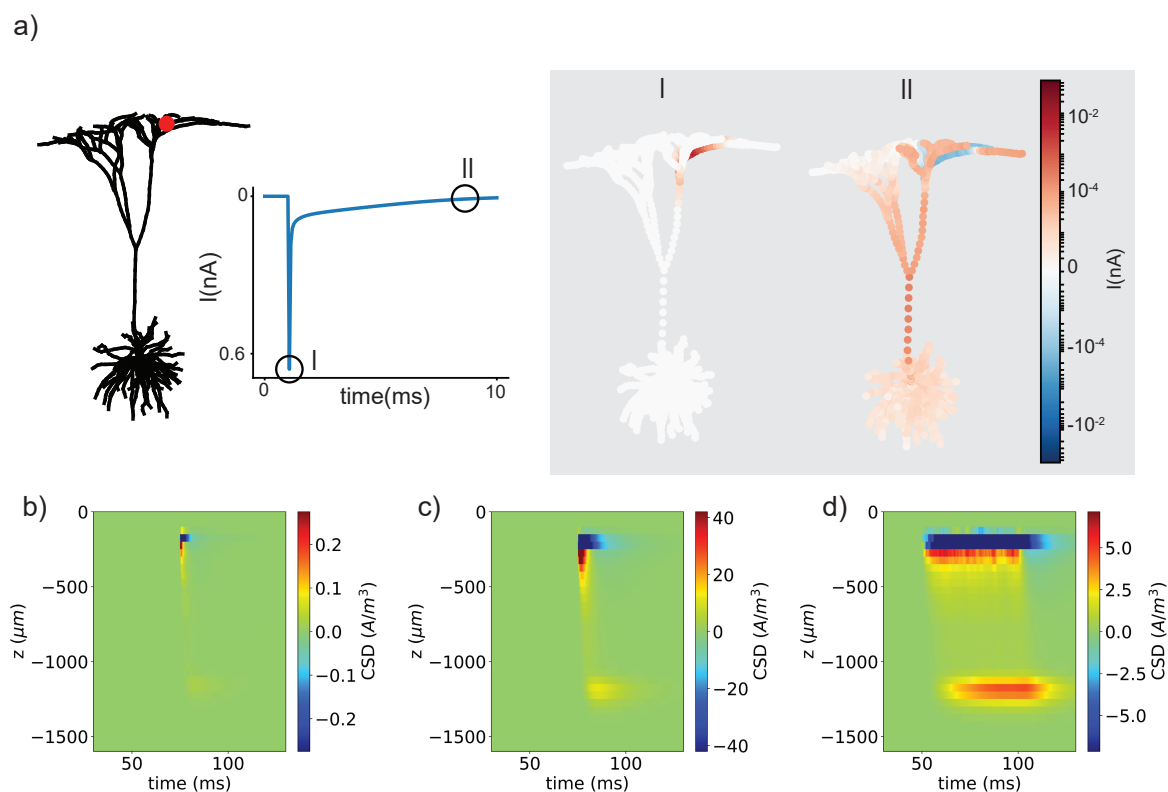 a)
I
II
0
II
I(nA)
0.6
I
0
10
time(ms)
10-2
10-4
0
-10-4
-10-2
I(nA)
b)
0
−500
−1000
−1500
z (μm)
50
100
time (ms)
0.2
0.1
0.0
−0.1
−0.2
CSD (A/m3)
c)
0
−500
−1000
−1500
z (μm)
50
100
time (ms)
40
20
0
−20
−40
CSD (A/m3)
d)
0
−500
−1000
−1500
z (μm)
50
100
time (ms)
5.0
2.5
0.0
−2.5
−5.0
CSD (A/m3)